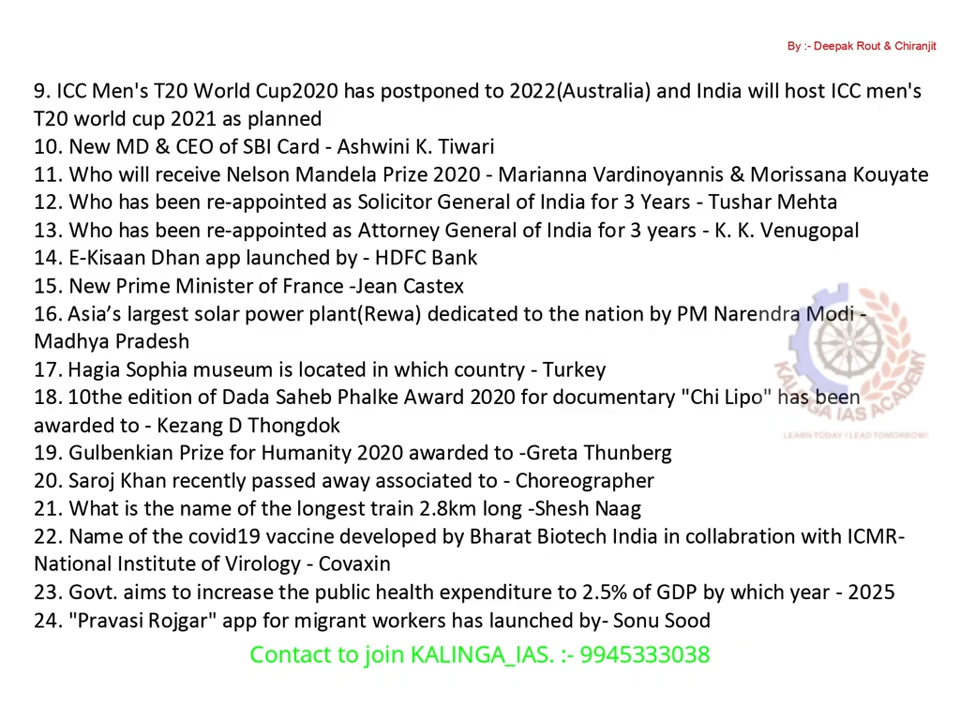 By :- Deepak Rout & Chiranjit
9. ICC Men's T20 World Cup2020 has postponed to 2022(Australia) and India will host ICC men's
T20 world cup 2021 as planned
10. New MD & CEO of SBI Card - Ashwini K. Tiwari
11. Who will receive Nelson Mandela Prize 2020 - Marianna Vardinoyannis & Morissana Kouyate
12. Who has been re-appointed as Solicitor General of India for 3 Years - Tushar Mehta
13. Who has been re-appointed as Attorney General of India for 3 years - K. K. Venugopal
14. E-Kisaan Dhan app launched by - HDFC Bank
15. New Prime Minister of France -Jean Castex
16. Asia’s largest solar power plant(Rewa) dedicated to the nation by PM Narendra Modi -
Madhya Pradesh
17. Hagia Sophia museum is located in which country - Turkey
18. 10the edition of Dada Saheb Phalke Award 2020 for documentary "Chi Lipo" has been
awarded to - Kezang D Thongdok
19. Gulbenkian Prize for Humanity 2020 awarded to -Greta Thunberg
20. Saroj Khan recently passed away associated to - Choreographer
21. What is the name of the longest train 2.8km long -Shesh Naag
22. Name of the covid19 vaccine developed by Bharat Biotech India in collabration with ICMR-
National Institute of Virology - Covaxin
23. Govt. aims to increase the public health expenditure to 2.5% of GDP by which year - 2025
24. "Pravasi Rojgar" app for migrant workers has launched by- Sonu Sood
KALINGA IAS ACADEMY
LEARN TODAY ! LEAD TOMORROW!
Contact to join KALINGA_IAS. :- 9945333038